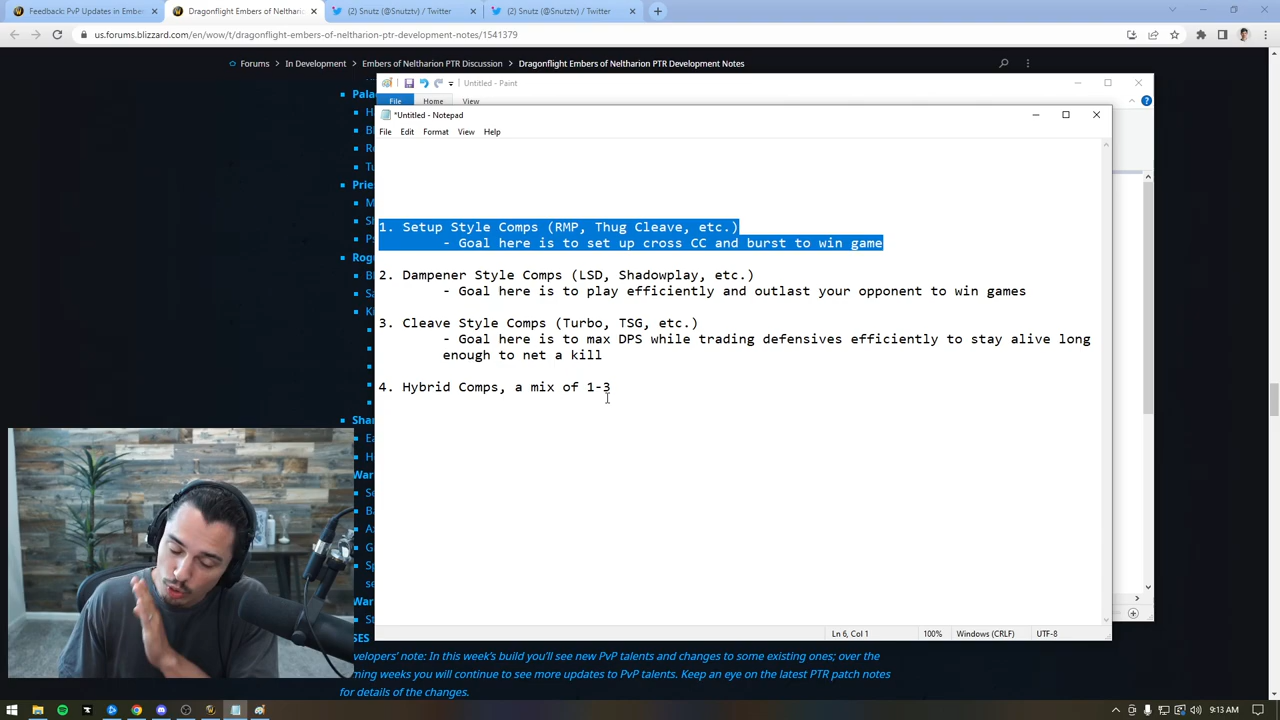 Feedback: PvP Updates in Ember
Dragonflight Embers of Neltharion
(2) Snutz (@Snutztv) / Twitter
(2) Snutz (@Snutztv) / Twitter
us.forums.blizzard.com/en/wow/t/dragonflight-embers-of-neltharion-ptr-development-notes/1541379
Forums
In Development
Embers of Neltharion PTR Discussion
Dragonflight Embers of Neltharion PTR Development Notes
Untitled - Paint
File
Home
View
*Untitled - Notepad
File
Edit
Format
View
Help
1. Setup Style Comps (RMP, Thug Cleave, etc.)
- Goal here is to set up cross CC and burst to win game
2. Dampener Style Comps (LSD, Shadowplay, etc.)
- Goal here is to play efficiently and outlast your opponent to win games
3. Cleave Style Comps (Turbo, TSG, etc.)
- Goal here is to max DPS while trading defensives efficiently to stay alive long
enough to net a kill
4. Hybrid Comps, a mix of 1-3
Pala
Prie
Rog
Sha
War
War
SES
Ln 6, Col 1
100%
Windows (CRLF)
UTF-8
velopers' note: In this week's build you'll see new PvP talents and changes to some existing ones; over the
ming weeks you will continue to see more updates to PvP talents. Keep an eye on the latest PTR patch notes
for details of the changes.
9:13 AM